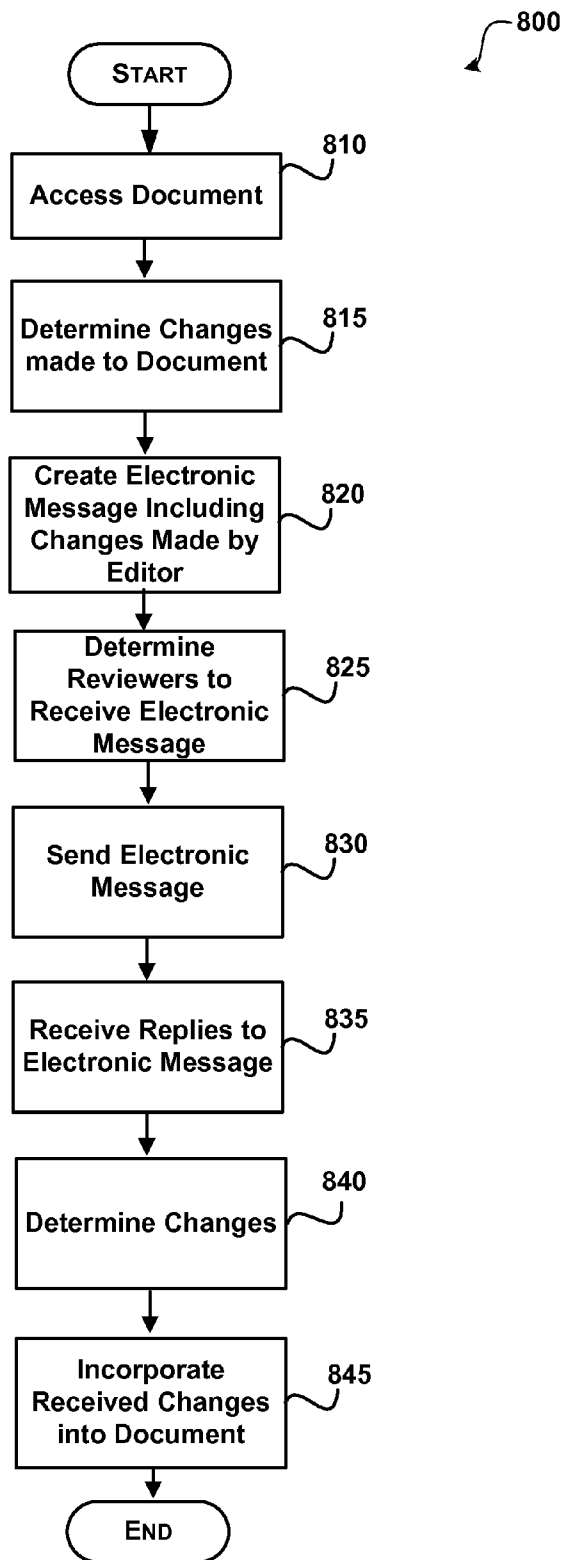 800
START
810
Access Document
815
Determine Changes
made to Document
820
Create Electronic
Message Including
Changes Made by
Editor
825
Determine
Reviewers to
Receive Electronic
Message
830
Send Electronic
Message
835
Receive Replies to
Electronic Message
840
Determine Changes
845
Incorporate
Received Changes
into Document
END